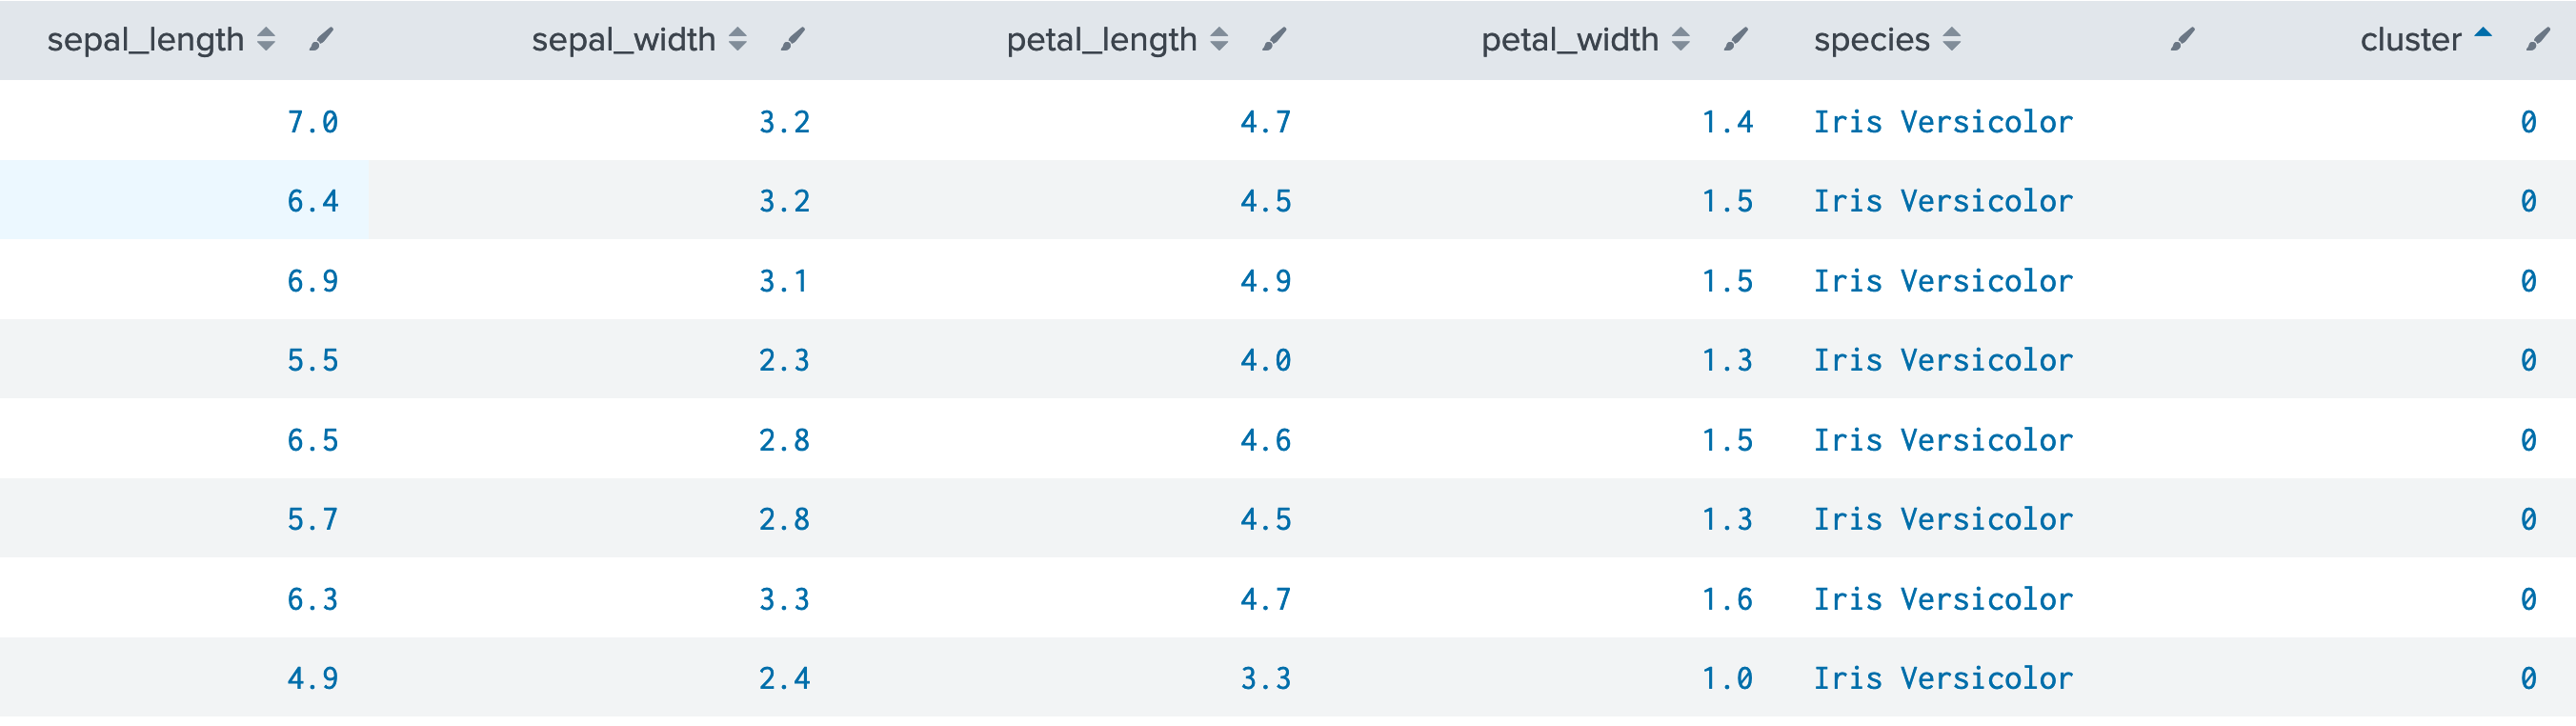 sepal_length sepal_width petal_length petal_width species cluster
7.0 3.2 4.7 1.4 Iris Versicolor 0
6.4 3.2 4.5 1.5 Iris Versicolor 0
6.9 3.1 4.9 1.5 Iris Versicolor 0
5.5 2.3 4.0 1.3 Iris Versicolor 0
6.5 2.8 4.6 1.5 Iris Versicolor 0
5.7 2.8 4.5 1.3 Iris Versicolor 0
6.3 3.3 4.7 1.6 Iris Versicolor 0
4.9 2.4 3.3 1.0 Iris Versicolor 0